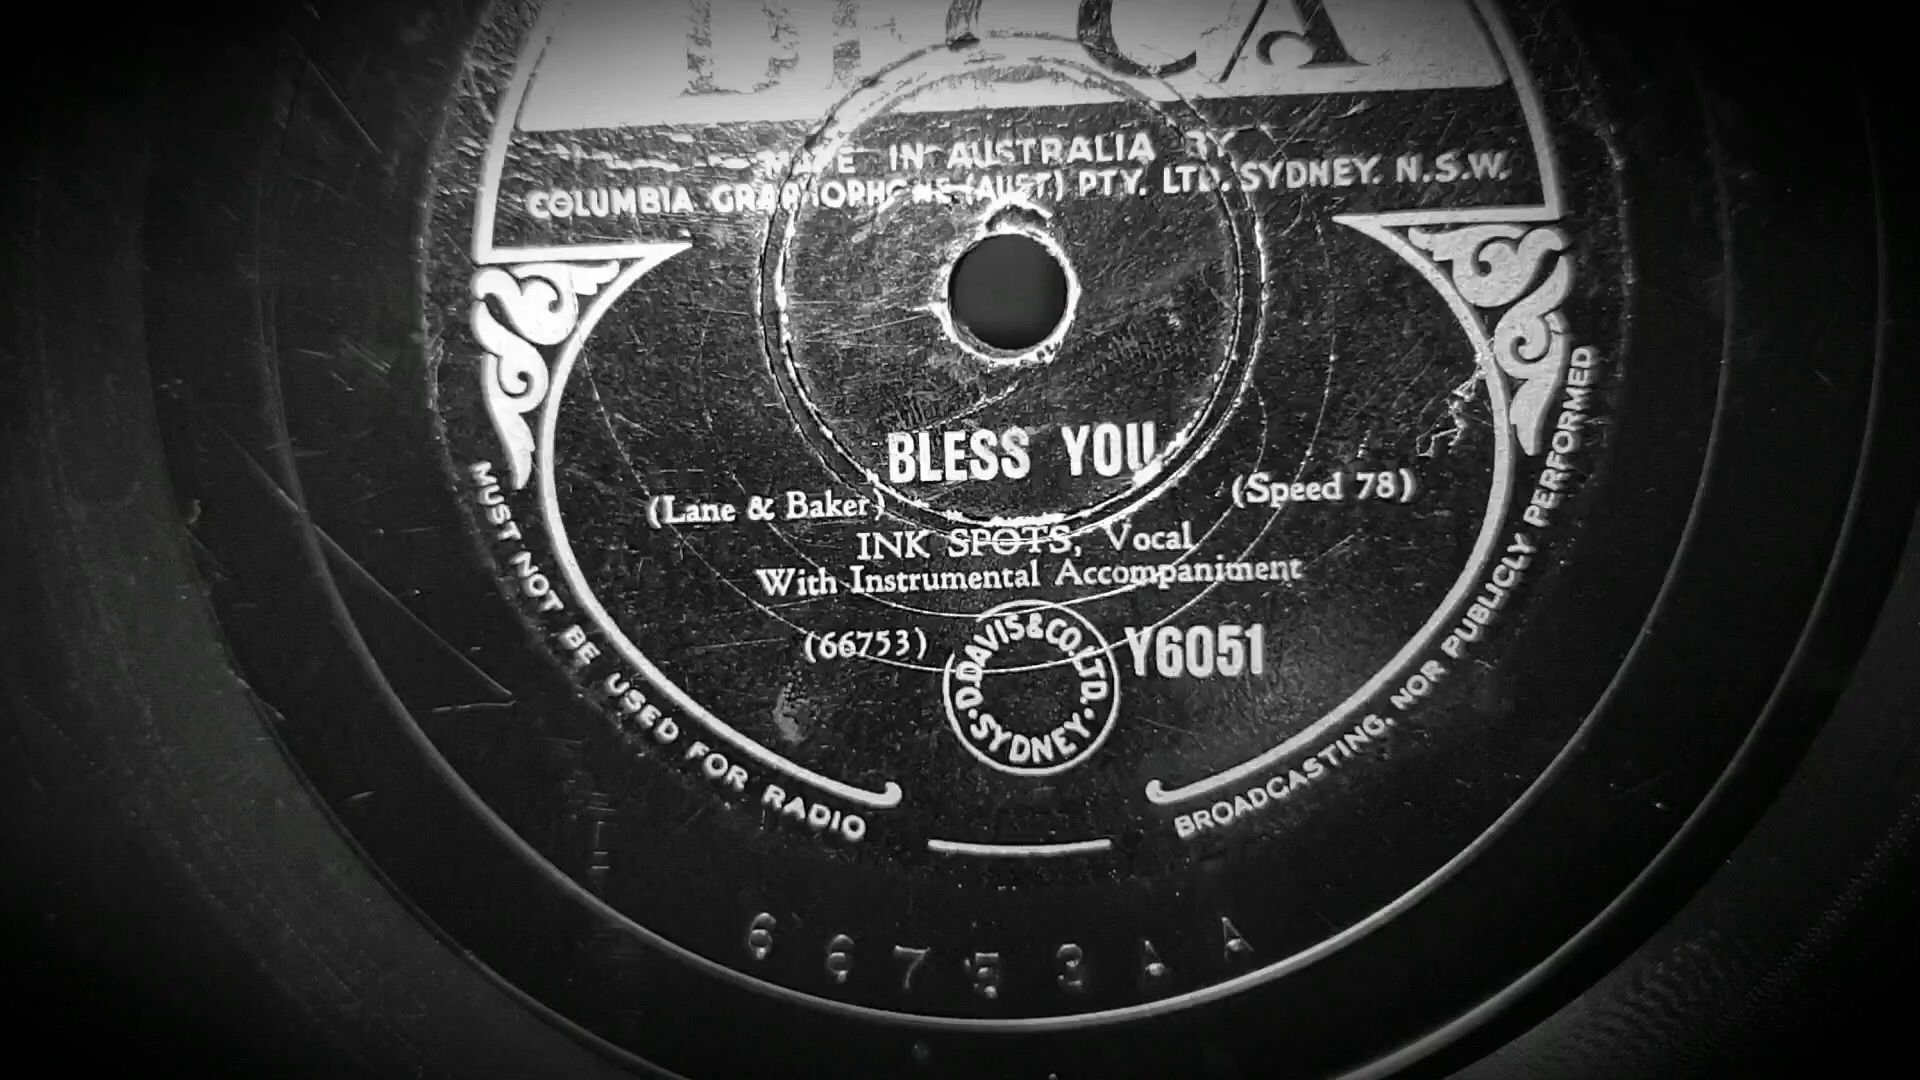 DECCA
MADE IN AUSTRALIA BY
COLUMBIA GRAPHOPHONE (AUST.) PTY. LTD. SYDNEY. N.S.W.
BLESS YOU
(Lane & Baker)
(Speed 78)
INK SPOTS, Vocal
With Instrumental Accompaniment
(66753)
D.DAVIS & CO. LTD. · SYDNEY ·
Y6051
MUST NOT BE USED FOR RADIO
BROADCASTING, NOR PUBLICLY PERFORMED
66753AA